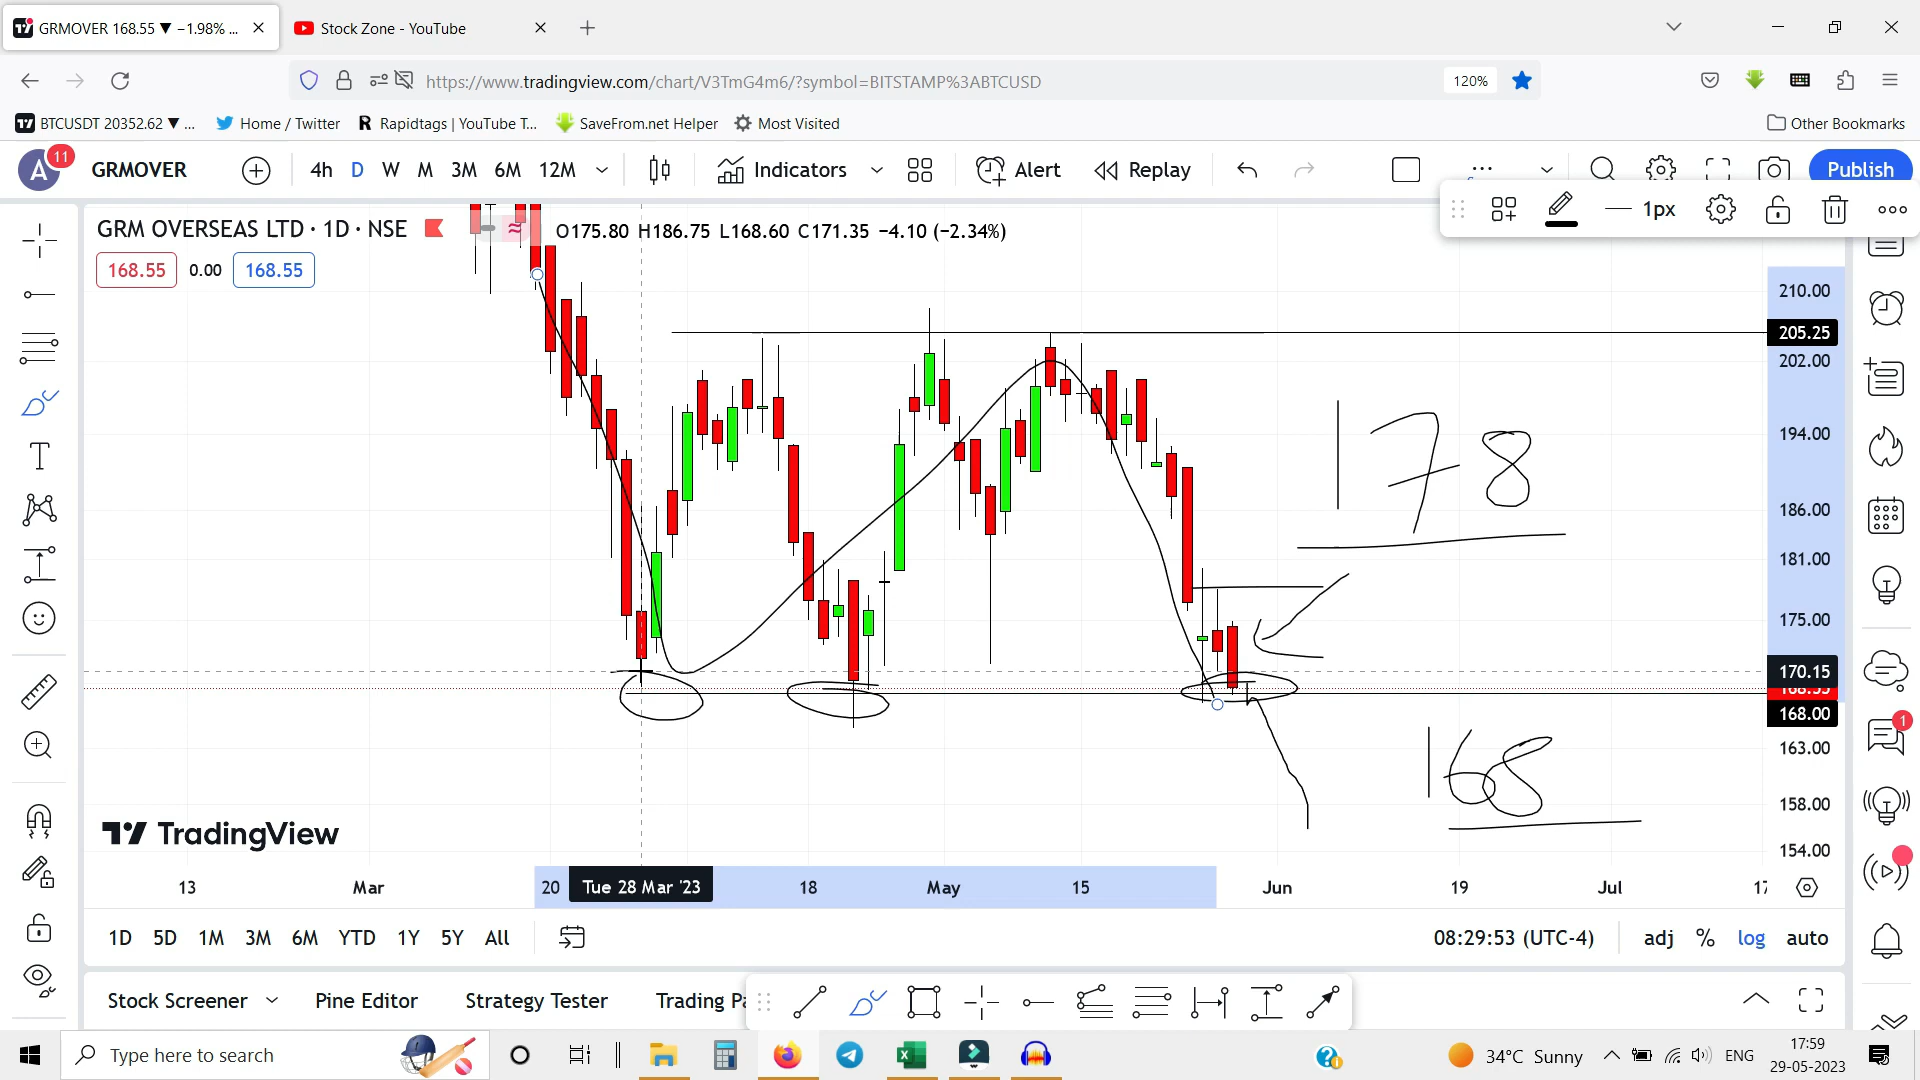 GRMOVER 168.55 ▼ −1.98% ...
Stock Zone - YouTube
https://www.tradingview.com/chart/V3TmG4m6/?symbol=BITSTAMP%3ABTCUSD
120%
BTCUSDT 20352.62 ▼ ...
Home / Twitter
Rapidtags | YouTube T...
SaveFrom.net Helper
Most Visited
Other Bookmarks
A
11
GRMOVER
4h D W M 3M 6M 12M
Indicators
Alert
Replay
Publish
1px
GRM OVERSEAS LTD · 1D · NSE
O175.80 H186.75 L168.60 C171.35 −4.10 (−2.34%)
168.55
0.00
168.55
210.00
205.25
202.00
194.00
186.00
181.00
175.00
170.15
168.55
168.00
163.00
158.00
154.00
178
168
TradingView
13
Mar
20
Tue 28 Mar '23
18
May
15
Jun
19
Jul
17
1D 5D 1M 3M 6M YTD 1Y 5Y All
08:29:53 (UTC-4)
adj % log auto
Stock Screener
Pine Editor
Strategy Tester
Trading Pa
1
Type here to search
34°C Sunny
ENG
17:59
29-05-2023